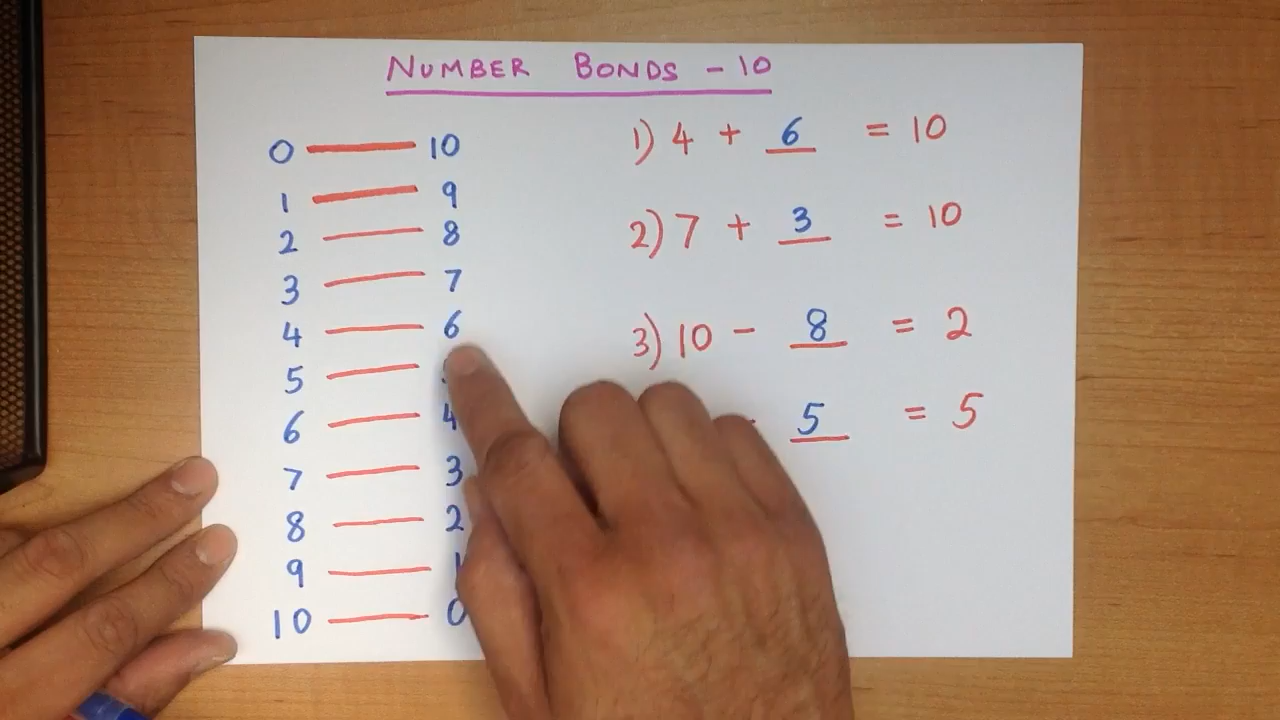 NUMBER BONDS - 10
0 — 10
1 — 9
2 — 8
3 — 7
4 — 6
5 —
6 — 4
7 — 3
8 — 2
9 — 1
10 — 0
1) 4 + 6 = 10
2) 7 + 3 = 10
3) 10 - 8 = 2
5 = 5